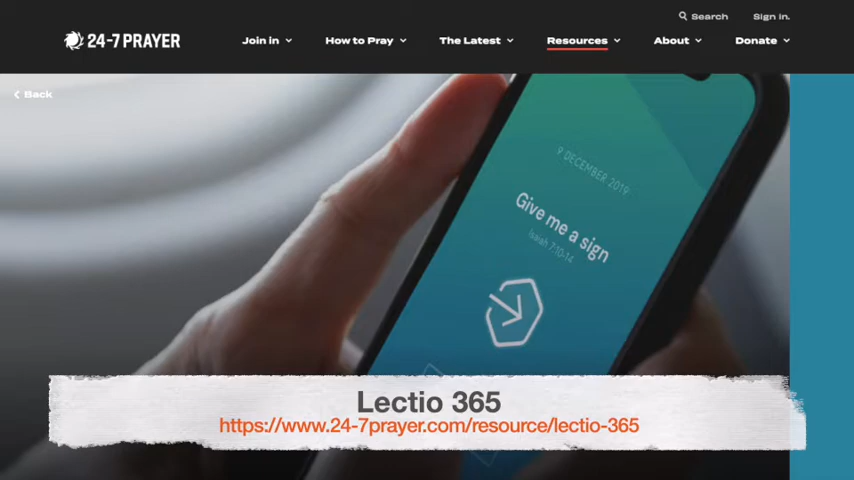 Search Sign in.
24-7 PRAYER Join in How to Pray The Latest Resources About Donate
Back
9 DECEMBER 2019
Give me a sign
Isaiah 7:10-14
Lectio 365
https://www.24-7prayer.com/resource/lectio-365